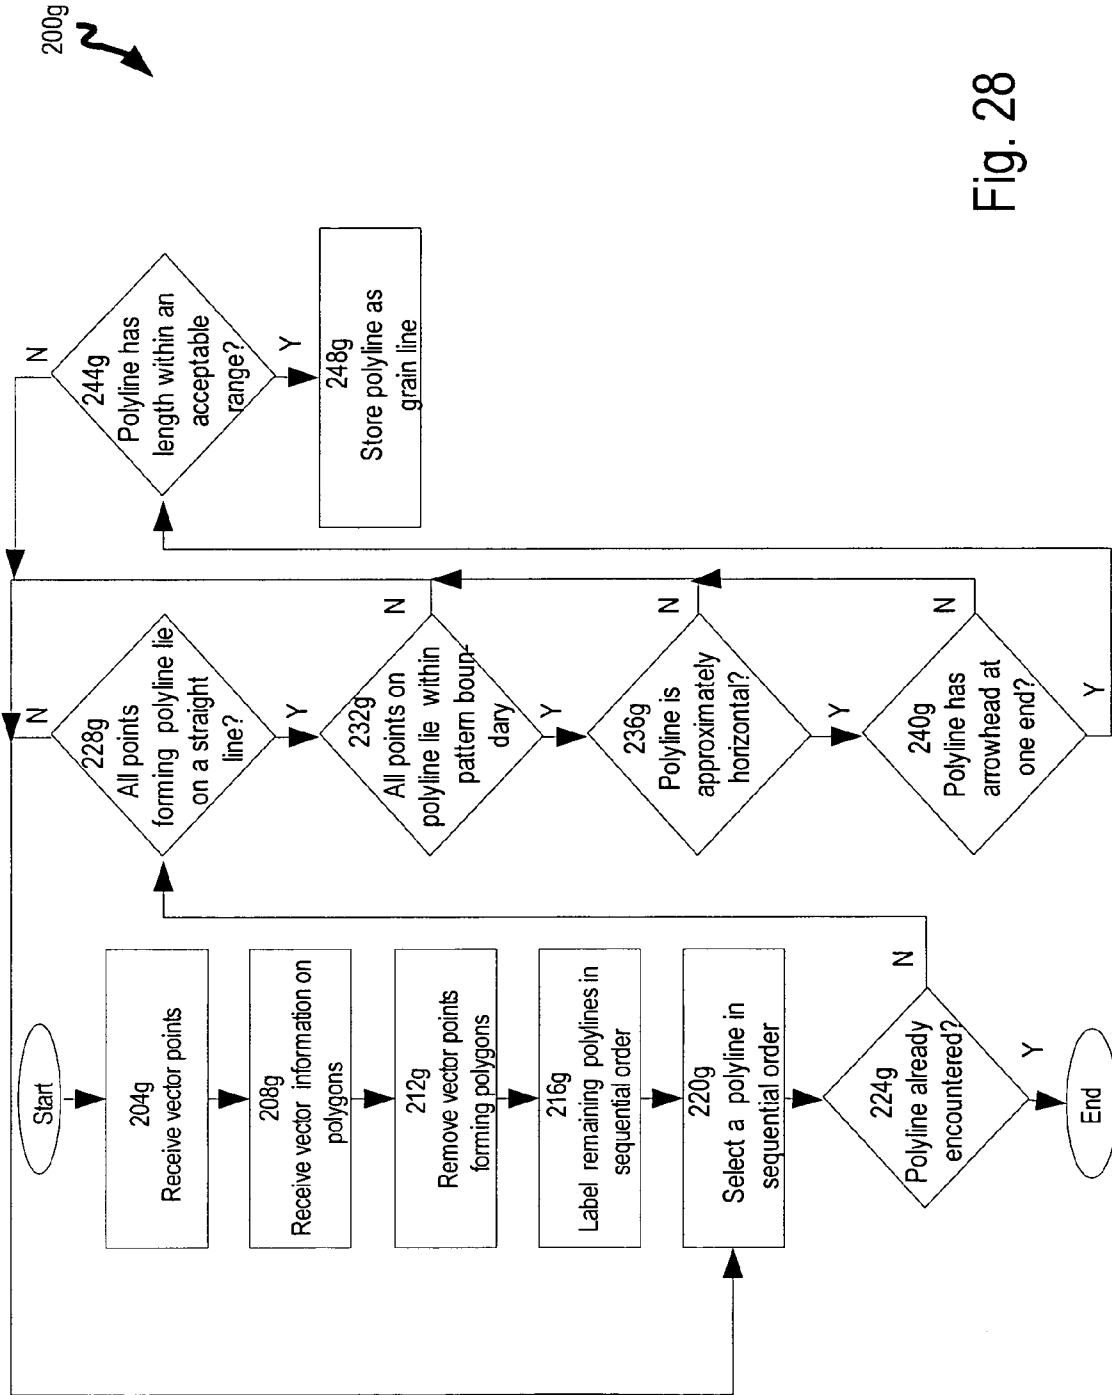 200g
Start
204g
Receive vector points
208g
Receive vector information on
polygons
212g
Remove vector points
forming polygons
216g
Label remaining polylines in
sequential order
220g
Select a polyline in
sequential order
224g
Polyline already
encountered?
N
Y
End
228g
All points
forming polyline lie
on a straight
line?
N
Y
232g
All points on
polyline lie within
pattern boun-
dary
N
Y
236g
Polyline is
approximately
horizontal?
N
Y
240g
Polyline has
arrowhead at
one end?
N
Y
244g
Polyline has
length within an
acceptable
range?
N
Y
248g
Store polyline as
grain line
Fig. 28